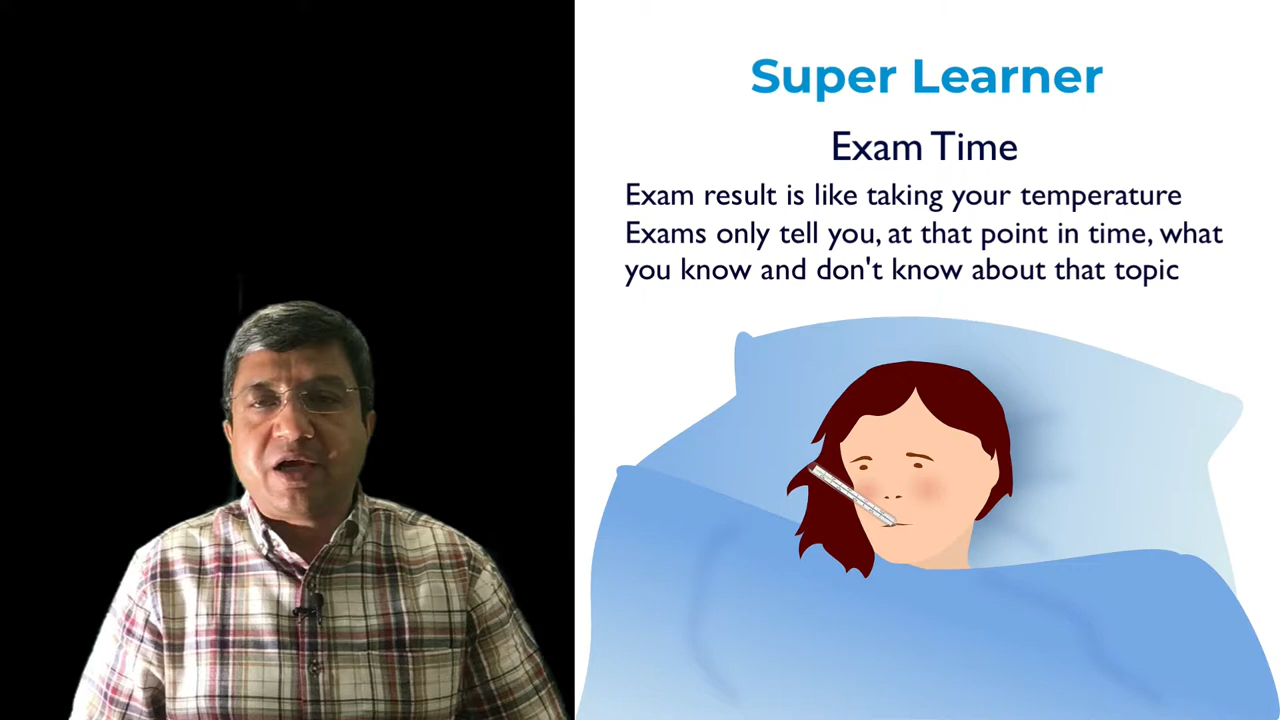 Super Learner
Exam Time
Exam result is like taking your temperature
Exams only tell you, at that point in time, what
you know and don't know about that topic